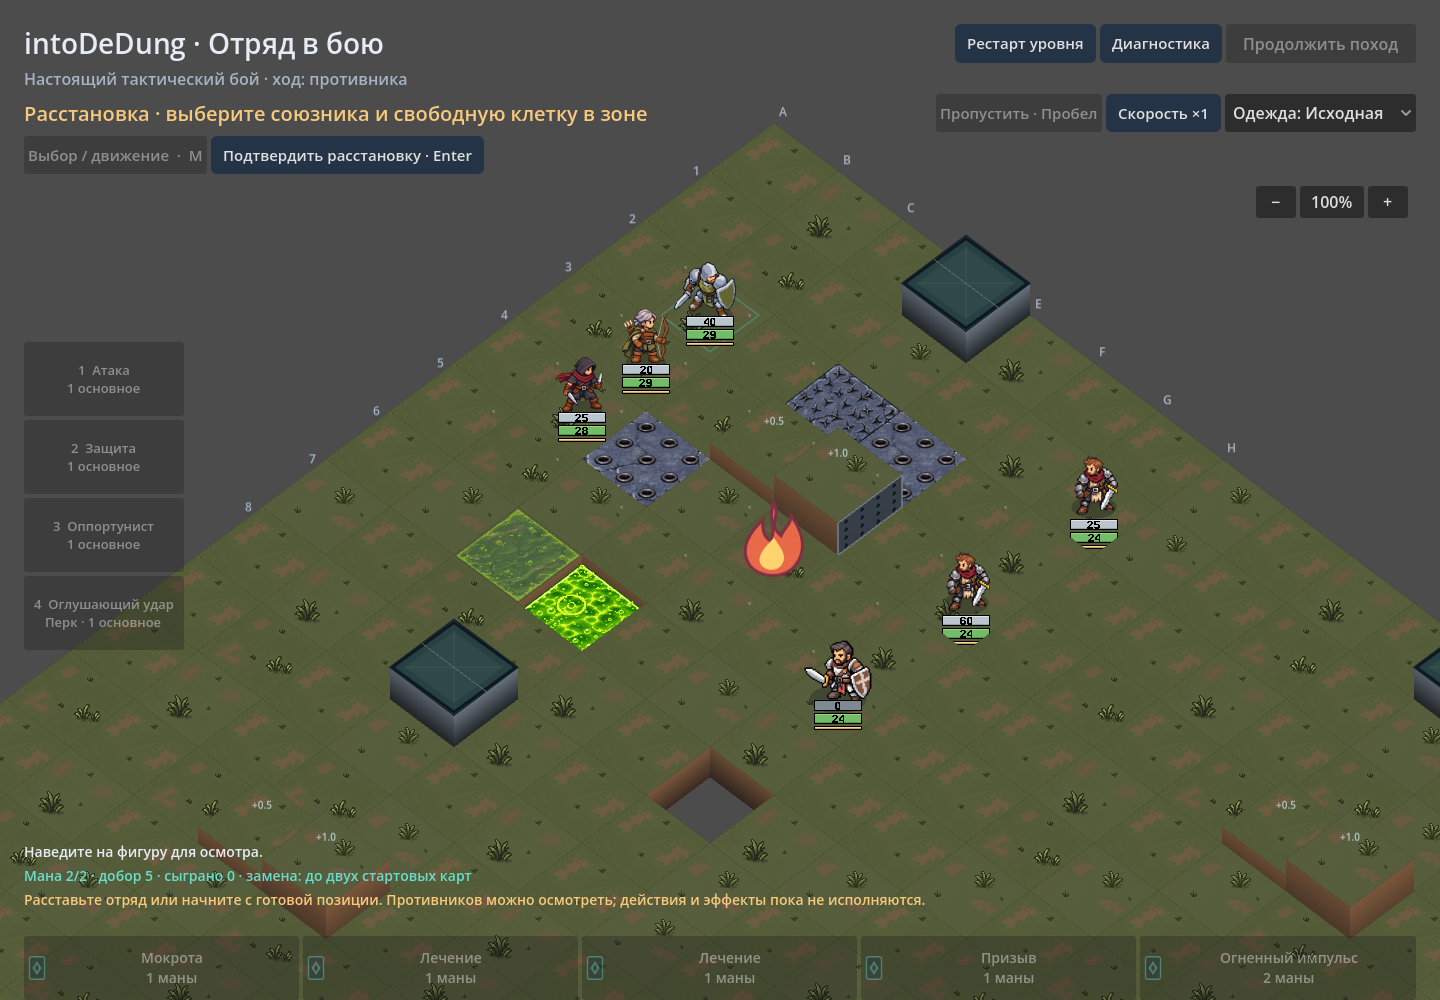 intoDeDung · Отряд в бою
Рестарт уровня
Диагностика
Продолжить поход
Настоящий тактический бой · ход: противника
Расстановка · выберите союзника и свободную клетку в зоне
Пропустить · Пробел
Скорость ×1
Одежда: Исходная
Выбор / движение · M
Подтвердить расстановку · Enter
− 100% +
A
B
C
E
F
G
H
1
2
3
4
5
6
7
8
40
29
20
29
25
28
+0.5
+1.0
25
24
60
24
0
24
1 Атака
1 основное
2 Защита
1 основное
3 Оппортунист
1 основное
4 Оглушающий удар
Перк · 1 основное
+0.5
+1.0
+0.5
+1.0
Наведите на фигуру для осмотра.
Мана 2/2 · добор 5 · сыграно 0 · замена: до двух стартовых карт
Расставьте отряд или начните с готовой позиции. Противников можно осмотреть; действия и эффекты пока не исполняются.
Мокрота
1 маны
Лечение
1 маны
Лечение
1 маны
Призыв
1 маны
Огненный импульс
2 маны